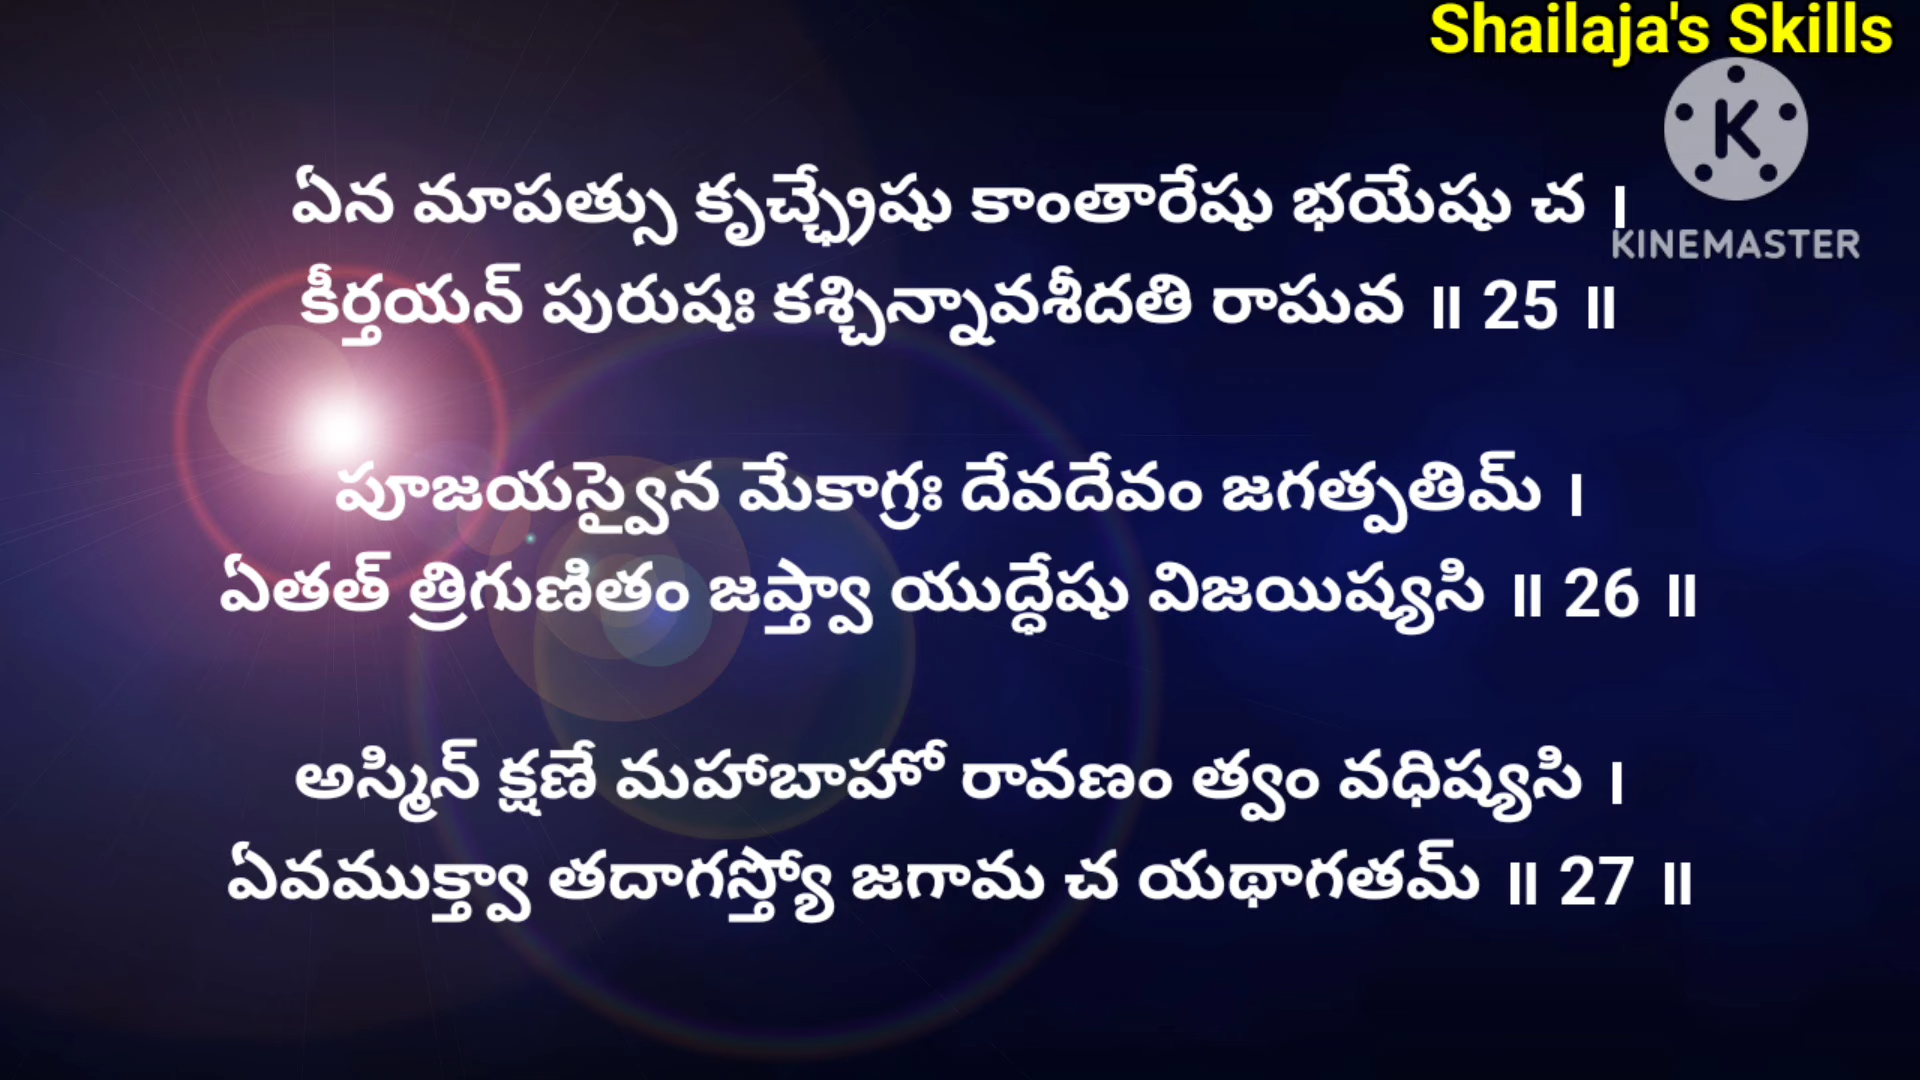 Shailaja's Skills
KINEMASTER
ఏన మాపత్సు కృచ్ఛ్రేషు కాంతారేషు భయేషు చ ।
కీర్తయన్ పురుషః కశ్చిన్నావశీదతి రాఘవ ॥ 25 ॥
పూజయస్వైన మేకాగ్రః దేవదేవం జగత్పతిమ్ ।
ఏతత్ త్రిగుణితం జప్త్వా యుద్ధేషు విజయిష్యసి ॥ 26 ॥
అస్మిన్ క్షణే మహాబాహో రావణం త్వం వధిష్యసి ।
ఏవముక్త్వా తదాగస్త్యో జగామ చ యథాగతమ్ ॥ 27 ॥